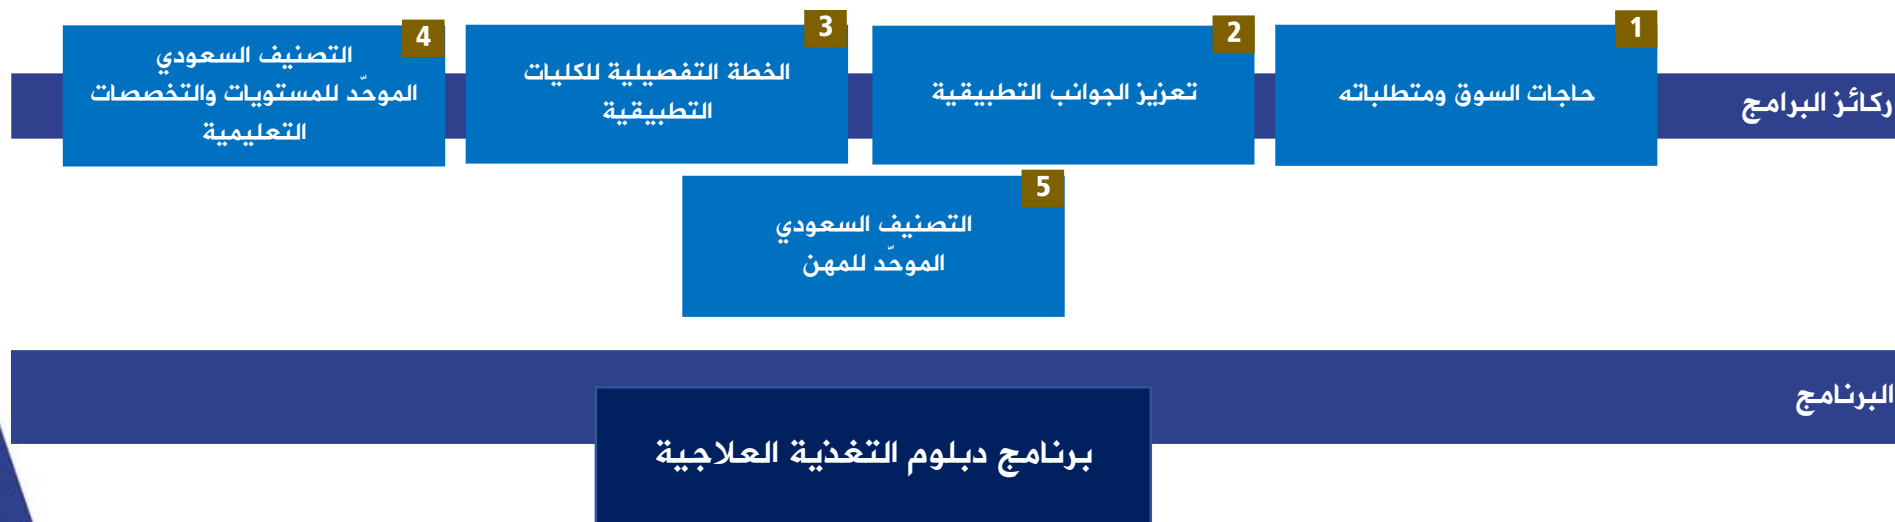 ركائز البرامج
1
حاجات السوق ومتطلباته
2
تعزيز الجوانب التطبيقية
3
الخطة التفصيلية للكليات
التطبيقية
4
التصنيف السعودي
الموحّد للمستويات والتخصصات
التعليمية
5
التصنيف السعودي
الموحّد للمهن
البرنامج
برنامج دبلوم التغذية العلاجية